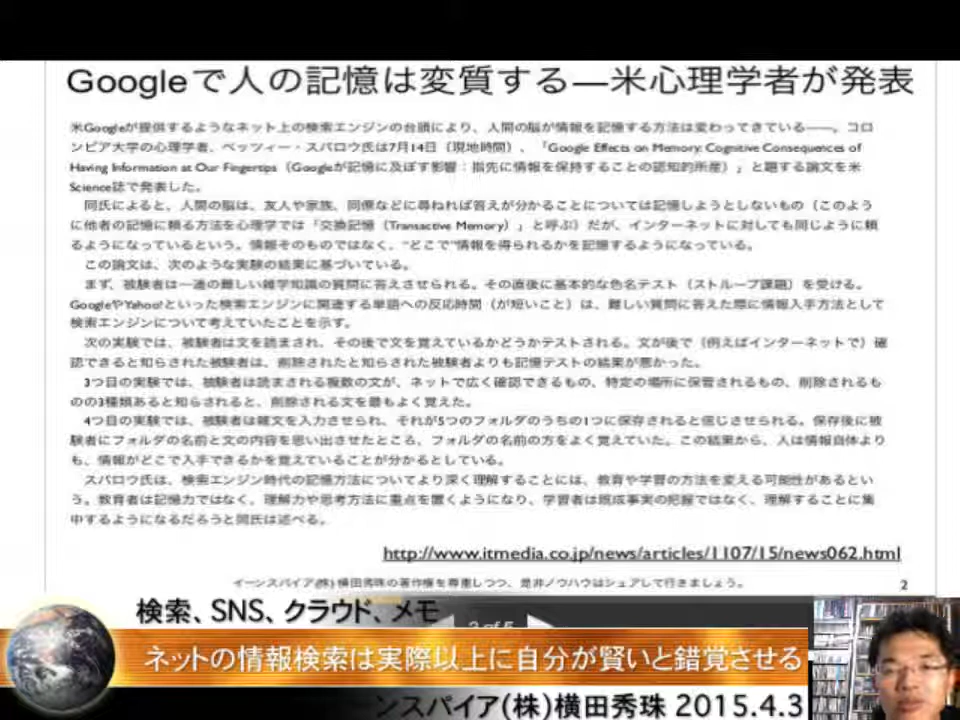 Googleで人の記憶は変質する—米心理学者が発表
米Googleが提供するようなネット上の検索エンジンの台頭により、人間の脳が情報を記憶する方法は変わってきている——。コロ
ンビア大学の心理学者、ベッツィー・スパロウ氏は7月14日（現地時間）、「Google Effects on Memory: Cognitive Consequences of
Having Information at Our Fingertips（Googleが記憶に及ぼす影響：指先に情報を保持することの認知的所産）」と題する論文を米
Science誌で発表した。
同氏によると、人間の脳は、友人や家族、同僚などに尋ねれば答えが分かることについては記憶しようとしないもの（このよう
に他者の記憶に頼る方法を心理学では「交換記憶（Transactive Memory）」と呼ぶ）だが、インターネットに対しても同じように頼
るようになっているという。情報そのものではなく、“どこで”情報を得られるかを記憶するようになっている。
この論文は、次のような実験の結果に基づいている。
まず、被験者は一連の難しい雑学知識の質問に答えさせられる。その直後に基本的な色名テスト（ストループ課題）を受ける。
GoogleやYahoo!といった検索エンジンに関連する単語への反応時間（が短いこと）は、難しい質問に答えた際に情報入手方法として
検索エンジンについて考えていたことを示す。
次の実験では、被験者は文を読まされ、その後で文を覚えているかどうかテストされる。文が後で（例えばインターネットで）確
認できると知らされた被験者は、削除されたと知らされた被験者よりも記憶テストの結果が悪かった。
3つ目の実験では、被験者は読まされる複数の文が、ネットで広く確認できるもの、特定の場所に保管されるもの、削除されるも
のの3種類あると知らされると、削除される文を最もよく覚えた。
4つ目の実験では、被験者は雑文を入力させられ、それが5つのフォルダのうちの1つに保存されると信じさせられる。保存後に被
験者にフォルダの名前と文の内容を思い出させたところ、フォルダの名前の方をよく覚えていた。この結果から、人は情報自体より
も、情報がどこで入手できるかを覚えていることが分かるとしている。
スパロウ氏は、検索エンジン時代の記憶方法についてより深く理解することには、教育や学習の方法を変える可能性があるとい
う。教育者は記憶力ではなく、理解力や思考方法に重点を置くようになり、学習者は既成事実の把握ではなく、理解することに集
中するようになるだろうと同氏は述べる。
http://www.itmedia.co.jp/news/articles/1107/15/news062.html
イーンスパイア(株) 横田秀珠の著作権を尊重しつつ、是非ノウハウはシェアして行きましょう。 2
検索、SNS、クラウド、メモ
2 of 5
ネットの情報検索は実際以上に自分が賢いと錯覚させる
ンスパイア(株)横田秀珠 2015.4.3